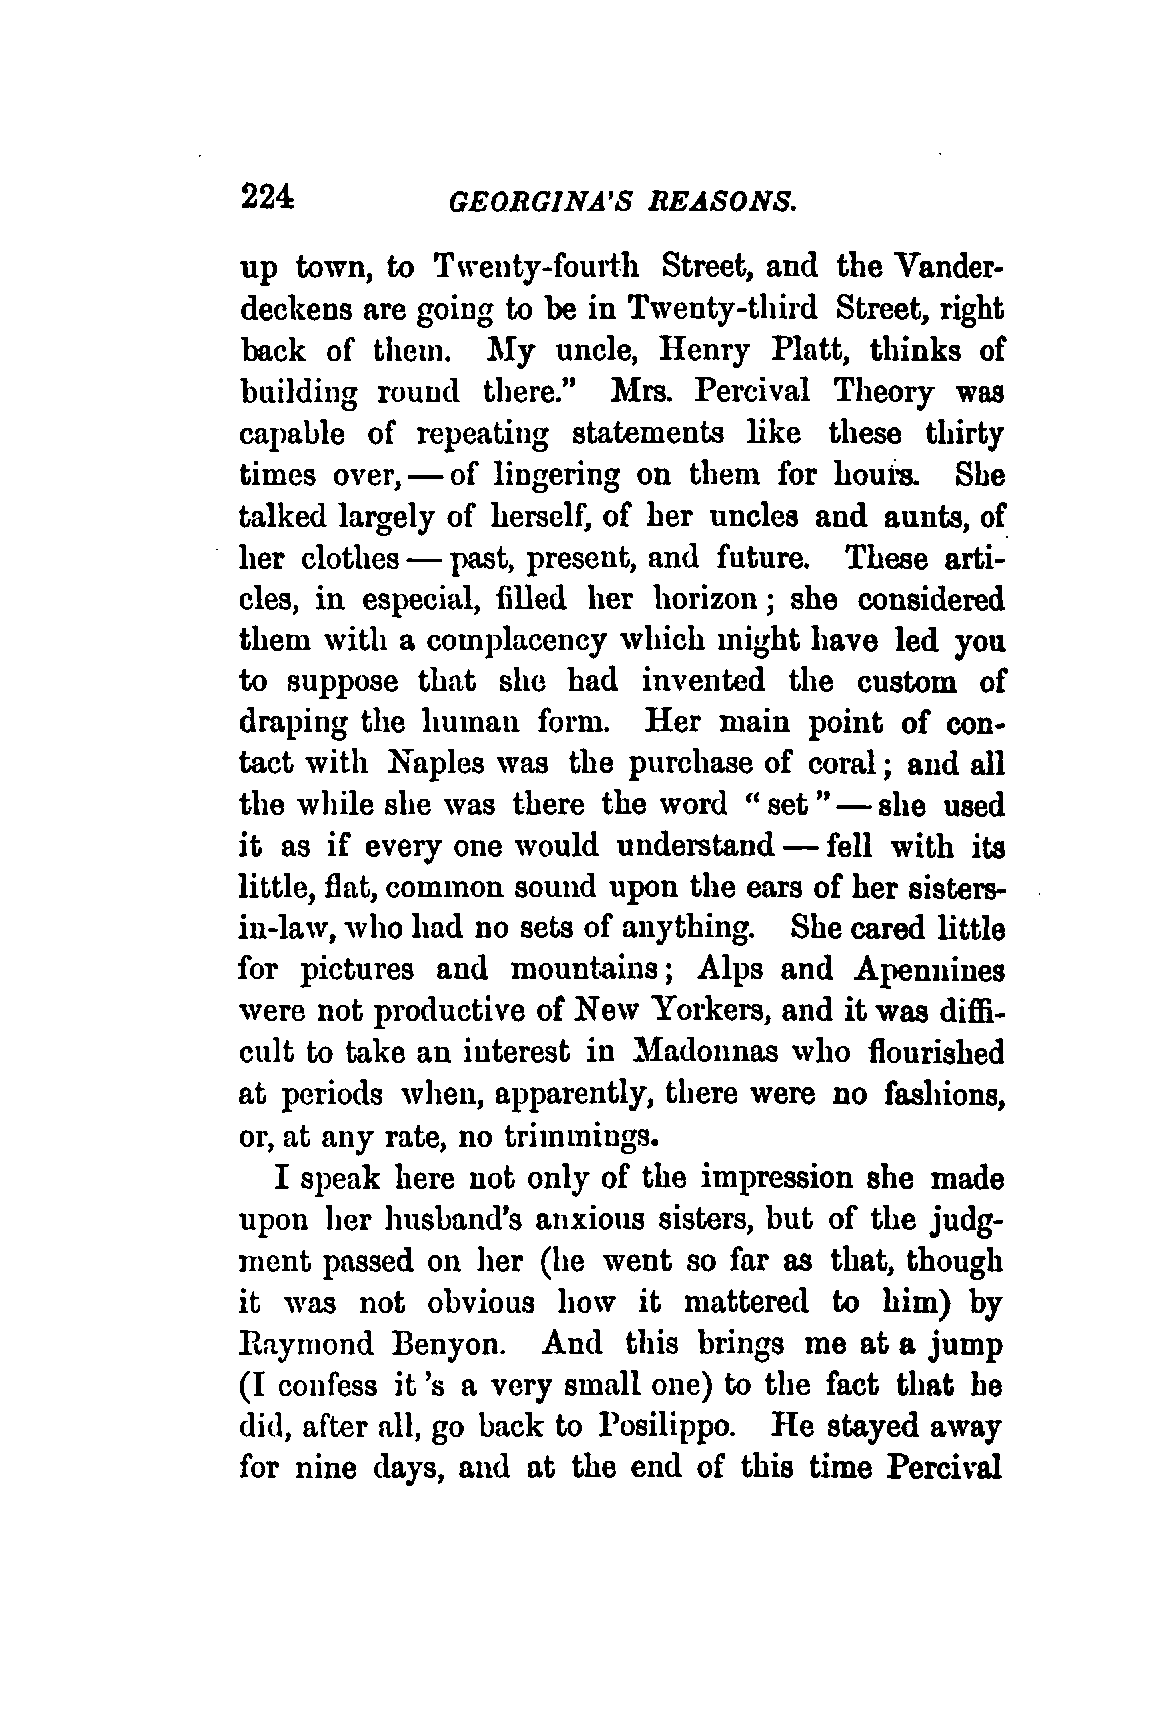 224 GEORGINA'S REASONS.
up town, to Twenty-fourth Street, and the Vander-
deckens are going to be in Twenty-third Street, right
back of them. My uncle, Henry Platt, thinks of
building round there.” Mrs. Percival Theory was
capable of repeating statements like these thirty
times over,—of lingering on them for hours. She
talked largely of herself, of her uncles and aunts, of
her clothes — past, present, and future. These arti-
cles, in especial, filled her horizon; she considered
them with a complacency which might have led you
to suppose that she had invented the custom of
draping the human form. Her main point of con-
tact with Naples was the purchase of coral; and all
the while she was there the word “set”—she used
it as if every one would understand — fell with its
little, flat, common sound upon the ears of her sisters-
in-law, who had no sets of anything. She cared little
for pictures and mountains; Alps and Apennines
were not productive of New Yorkers, and it was diffi-
cult to take an interest in Madonnas who flourished
at periods when, apparently, there were no fashions,
or, at any rate, no trimmings.
I speak here not only of the impression she made
upon her husband's anxious sisters, but of the judg-
ment passed on her (he went so far as that, though
it was not obvious how it mattered to him) by
Raymond Benyon. And this brings me at a jump
(I confess it 's a very small one) to the fact that he
did, after all, go back to Posilippo. He stayed away
for nine days, and at the end of this time Percival